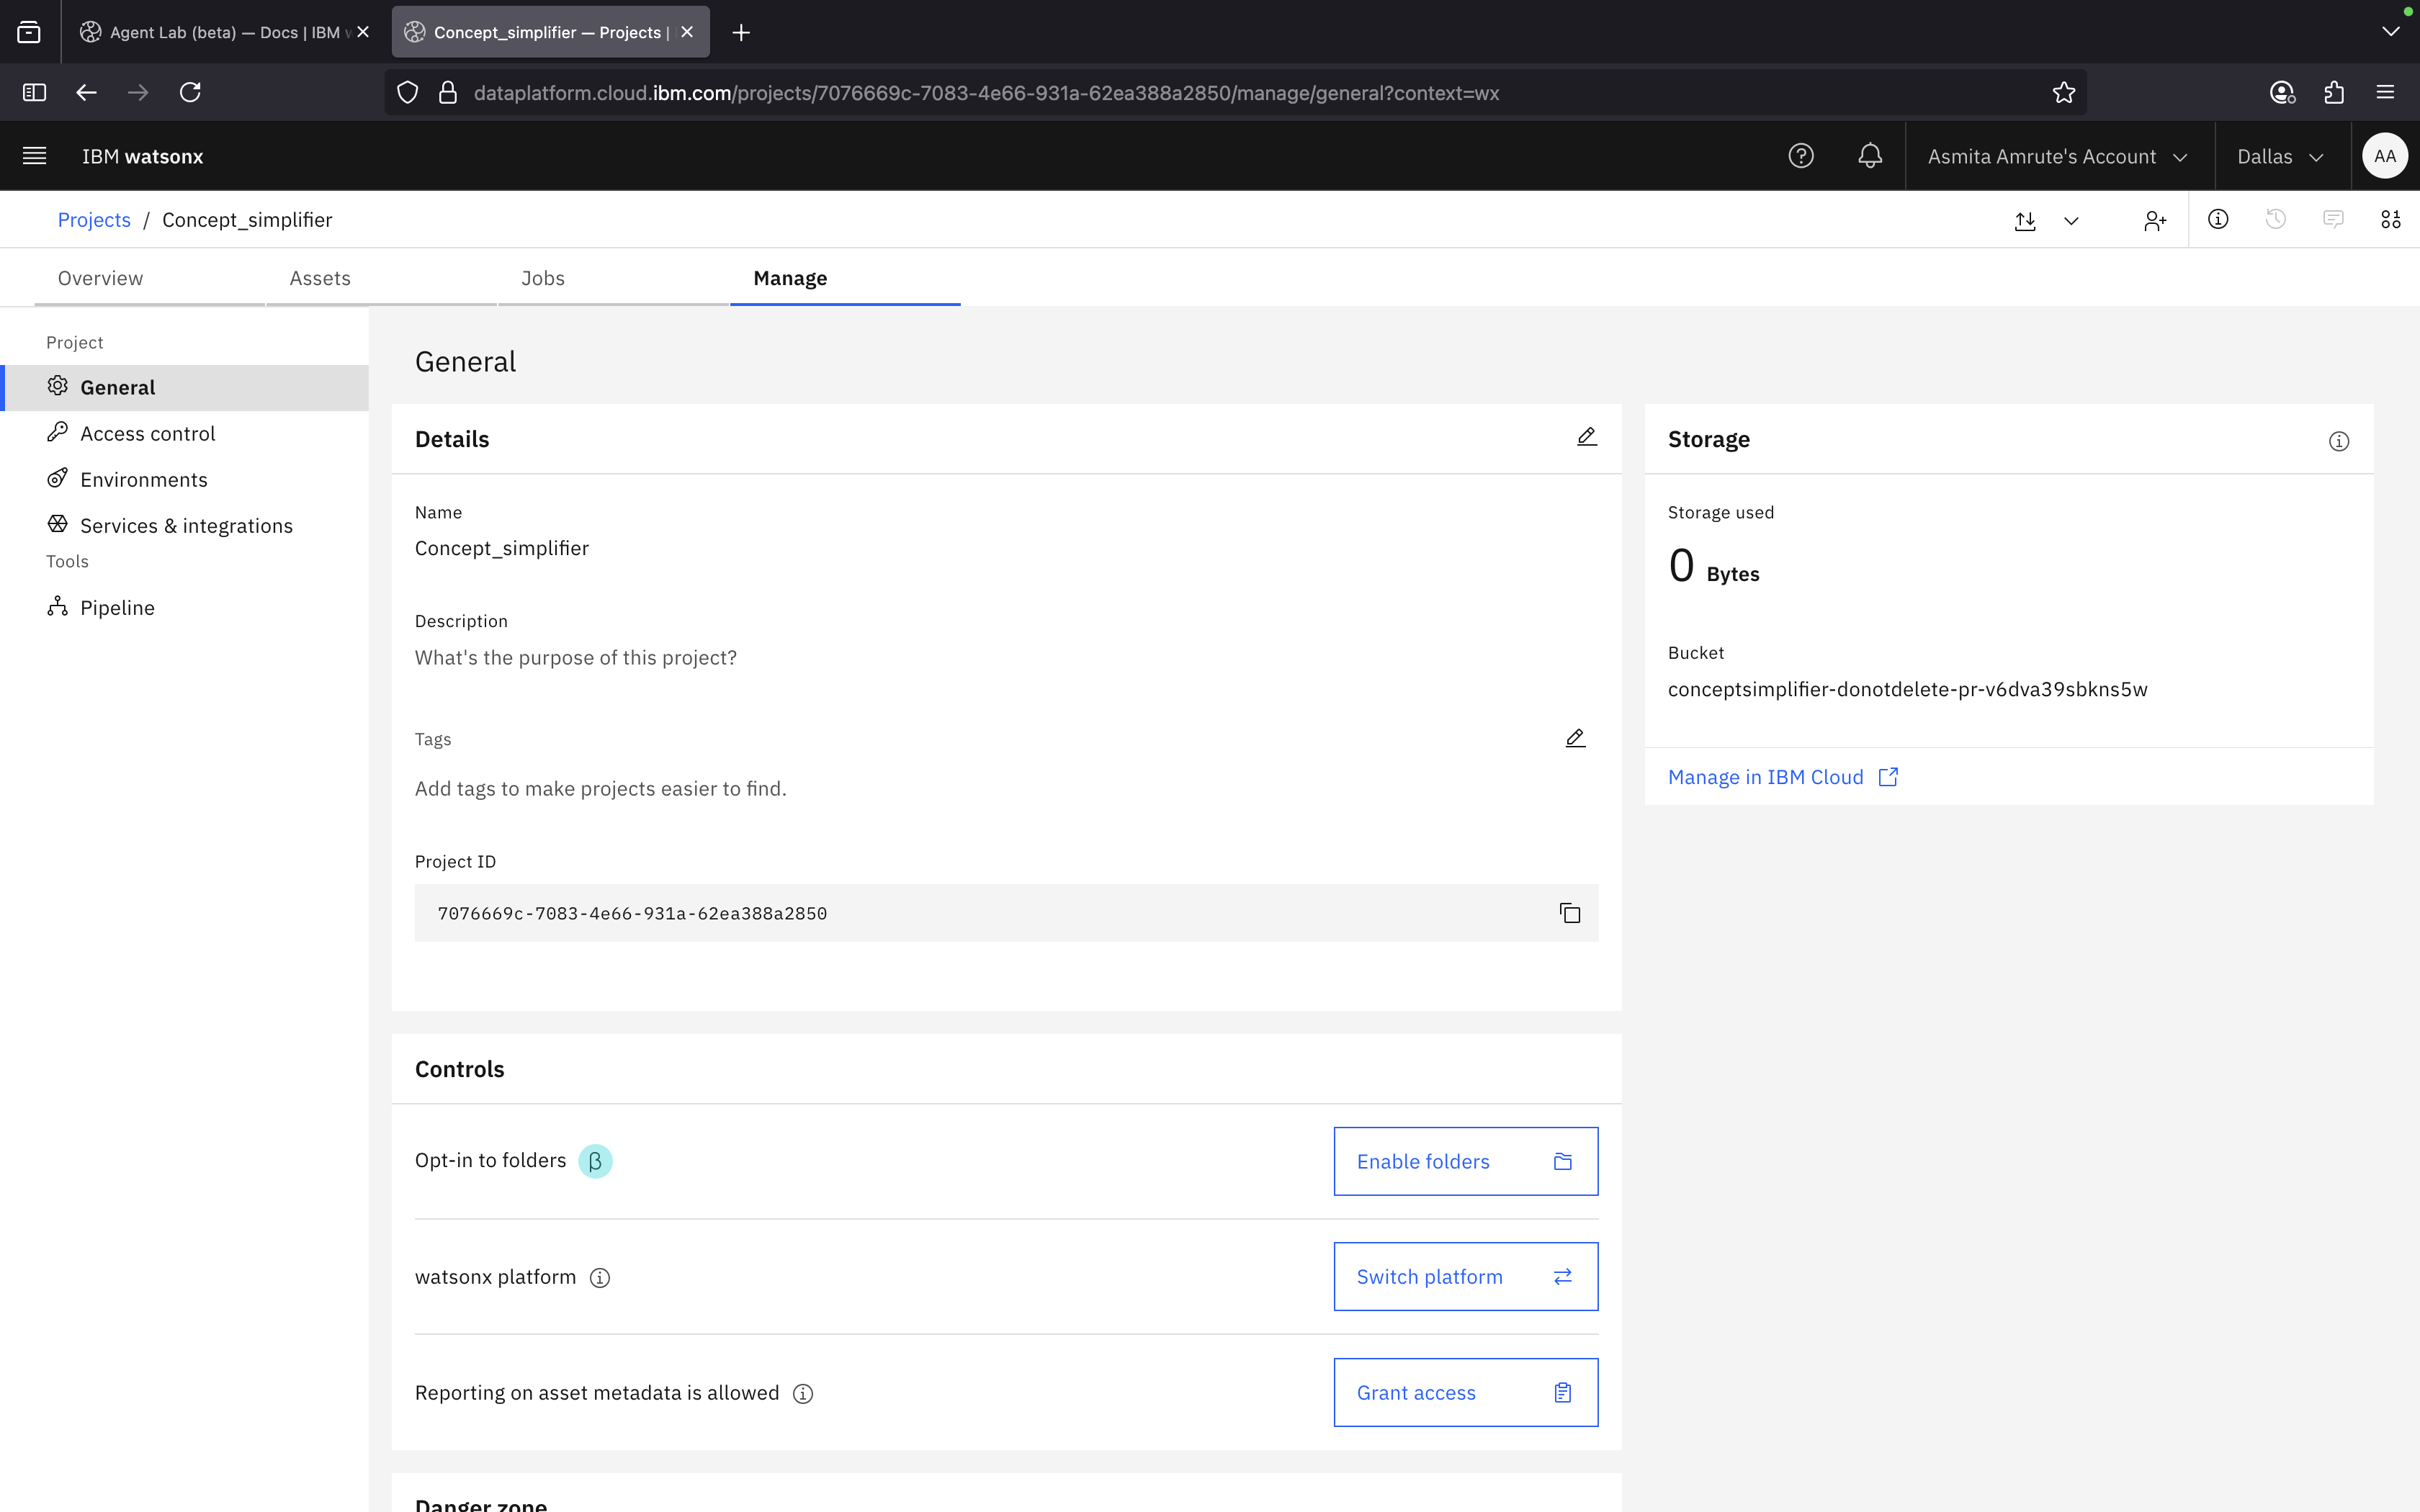 Agent Lab (beta) — Docs | IBM w
Concept_simplifier — Projects |
dataplatform.cloud.ibm.com/projects/7076669c-7083-4e66-931a-62ea388a2850/manage/general?context=wx
IBM watsonx
Asmita Amrute's Account
Dallas
AA
Projects / Concept_simplifier
Overview
Assets
Jobs
Manage
Project
General
Access control
Environments
Services & integrations
Tools
Pipeline
General
Details
Name
Concept_simplifier
Description
What's the purpose of this project?
Tags
Add tags to make projects easier to find.
Project ID
7076669c-7083-4e66-931a-62ea388a2850
Storage
Storage used
0 Bytes
Bucket
conceptsimplifier-donotdelete-pr-v6dva39sbkns5w
Manage in IBM Cloud
Controls
Opt-in to folders β
Enable folders
watsonx platform
Switch platform
Reporting on asset metadata is allowed
Grant access
Danger zone